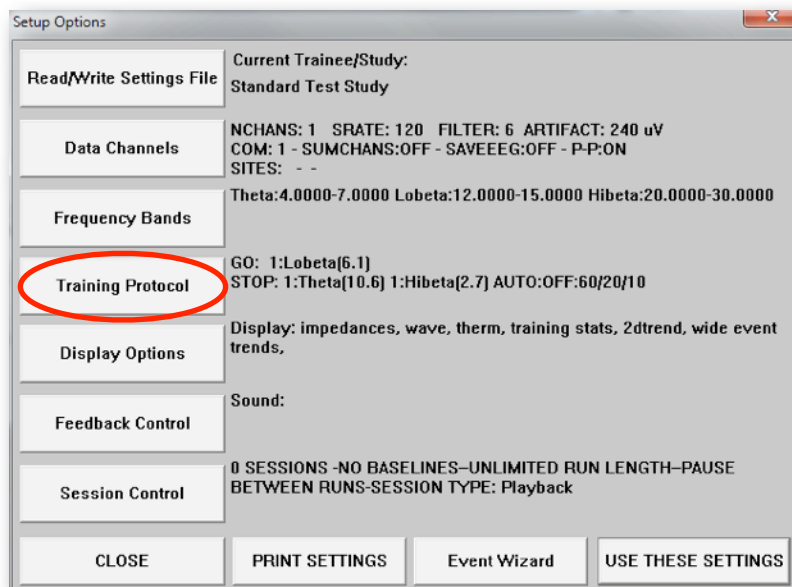 Setup Options
x
Read/Write Settings File
Current Trainee/Study:
Standard Test Study
Data Channels
NCHANS: 1 SRATE: 120 FILTER: 6 ARTIFACT: 240 uV
COM: 1 - SUMCHANS:OFF - SAVEEEG:OFF - P-P:ON
SITES: - -
Frequency Bands
Theta:4.0000-7.0000 Lobeta:12.0000-15.0000 Hibeta:20.0000-30.0000
Training Protocol
GO: 1:Lobeta(6.1)
STOP: 1:Theta(10.6) 1:Hibeta(2.7) AUTO:OFF:60/20/10
Display Options
Display: impedances, wave, therm, training stats, 2dtrend, wide event
trends,
Feedback Control
Sound:
Session Control
0 SESSIONS -NO BASELINES–UNLIMITED RUN LENGTH–PAUSE
BETWEEN RUNS-SESSION TYPE: Playback
CLOSE
PRINT SETTINGS
Event Wizard
USE THESE SETTINGS